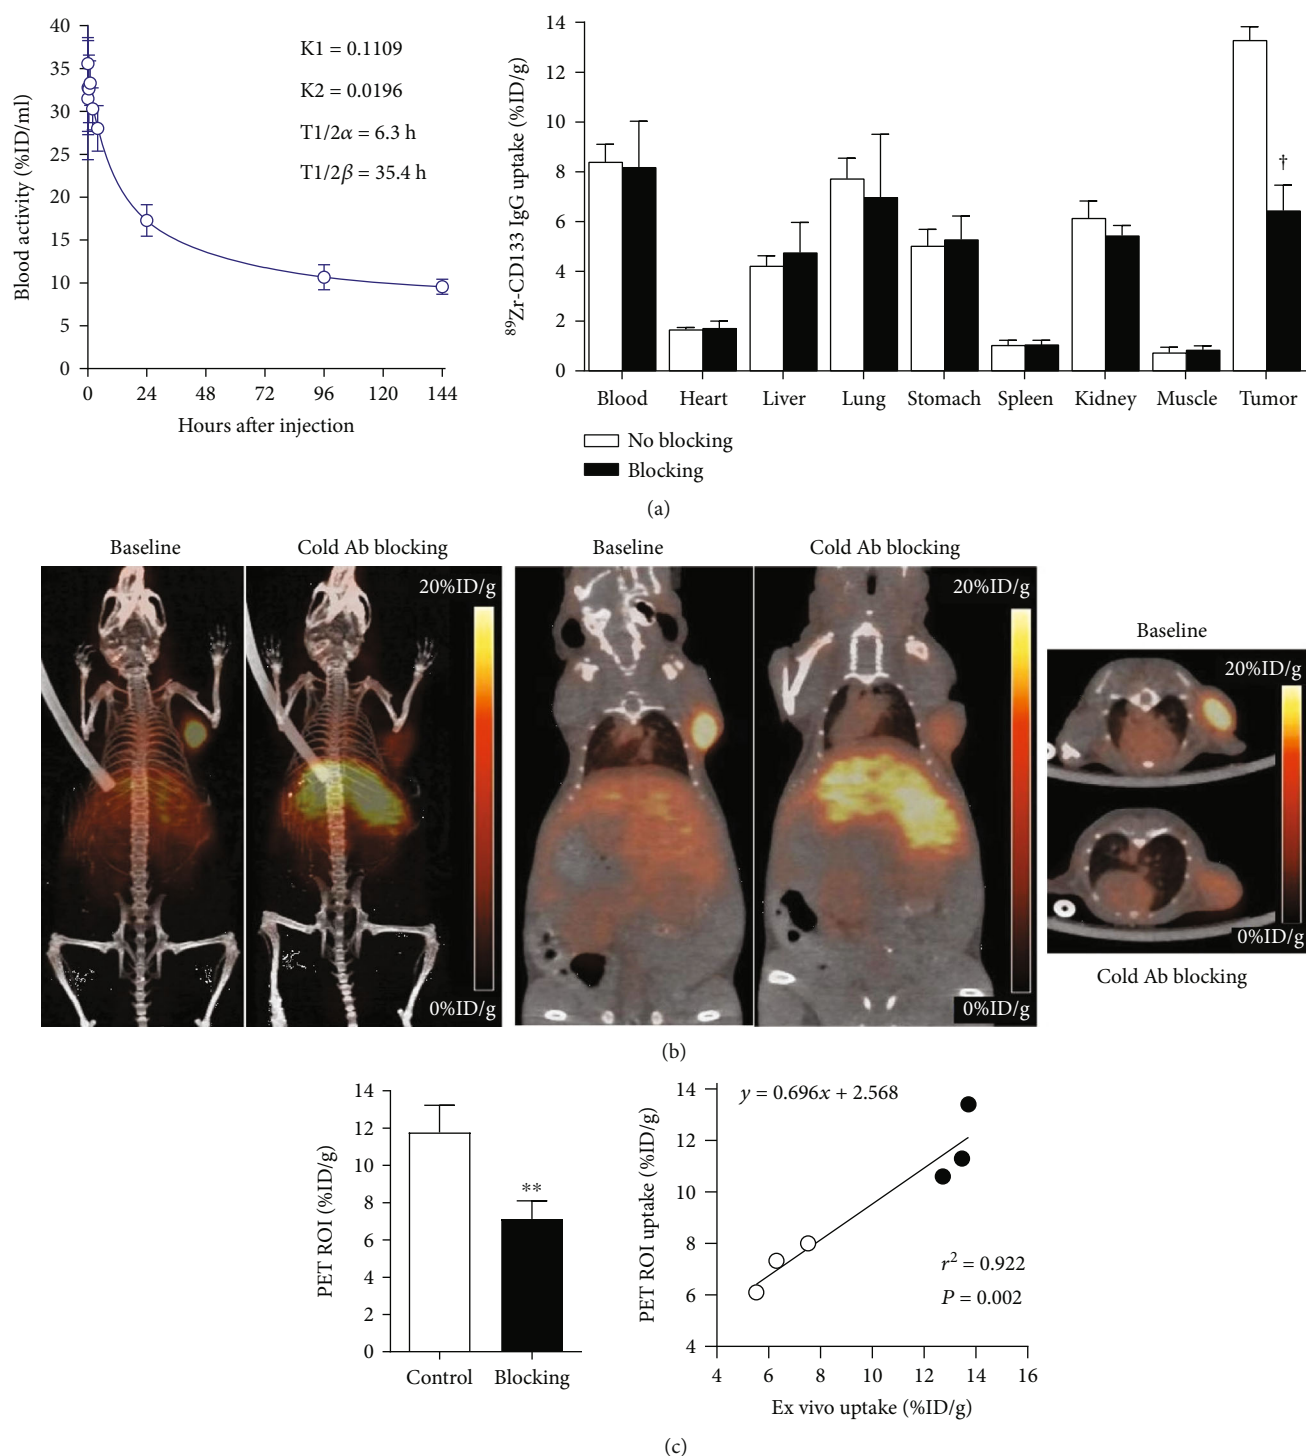 40
35
30
25
20
15
10
5
0
Blood activity (%ID/ml)
K1 = 0.1109
K2 = 0.0196
T1/2α = 6.3 h
T1/2β = 35.4 h
0 24 48 72 96 120 144
Hours after injection
14
12
10
8
6
4
2
0
⁸⁹Zr-CD133 IgG uptake (%ID/g)
†
Blood Heart Liver Lung Stomach Spleen Kidney Muscle Tumor
No blocking
Blocking
(a)
Baseline Cold Ab blocking Baseline Cold Ab blocking
20%ID/g
0%ID/g
20%ID/g
0%ID/g
Baseline
20%ID/g
0%ID/g
Cold Ab blocking
(b)
14
12
10
8
6
4
2
0
PET ROI (%ID/g)
**
Control Blocking
14
12
10
8
6
4
PET ROI uptake (%ID/g)
y = 0.696x + 2.568
r² = 0.922
P = 0.002
4 6 8 10 12 14 16
Ex vivo uptake (%ID/g)
(c)